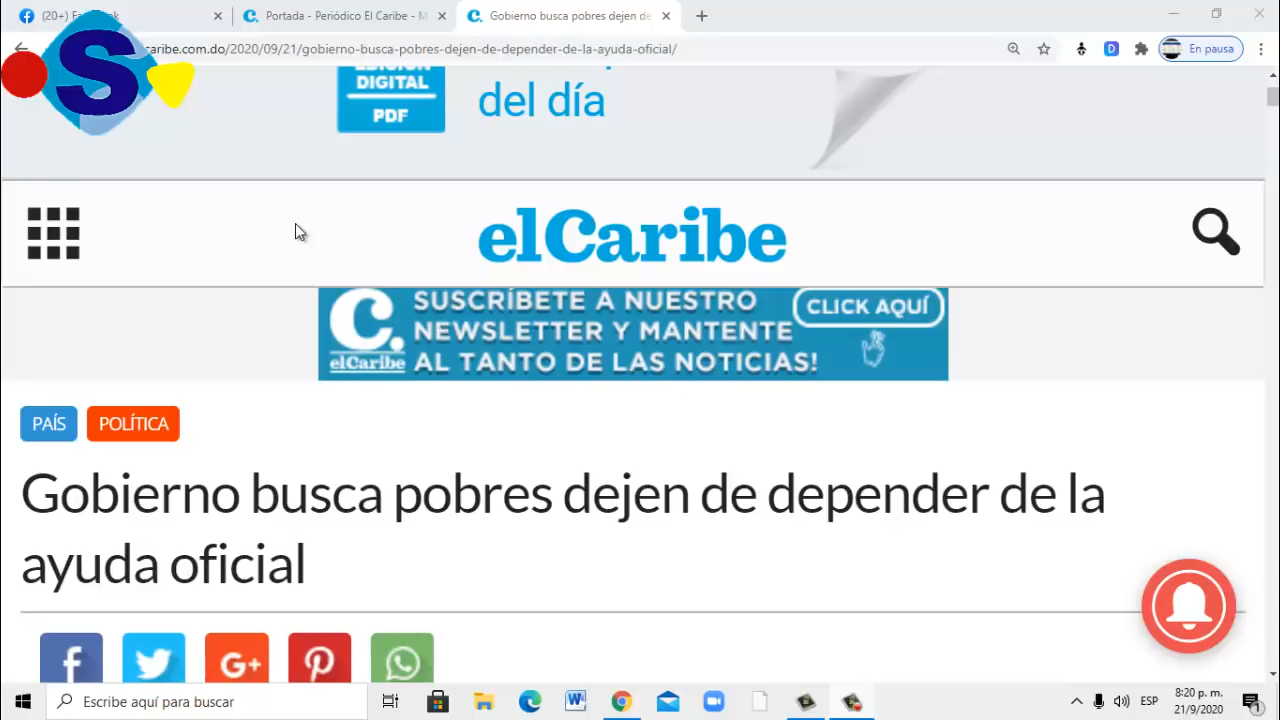 (20+) Fa
Portada - Periódico El Caribe - M
Gobierno busca pobres dejen de
caribe.com.do/2020/09/21/gobierno-busca-pobres-dejen-de-depender-de-la-ayuda-oficial/
D
En pausa
S
EDICIÓN
DIGITAL
PDF
del día
elCaribe
C.
elCaribe
SUSCRÍBETE A NUESTRO
NEWSLETTER Y MANTENTE
AL TANTO DE LAS NOTICIAS!
CLICK AQUÍ
PAÍS
POLÍTICA
Gobierno busca pobres dejen de depender de la
ayuda oficial
Escribe aquí para buscar
ESP
8:20 p. m.
21/9/2020
1